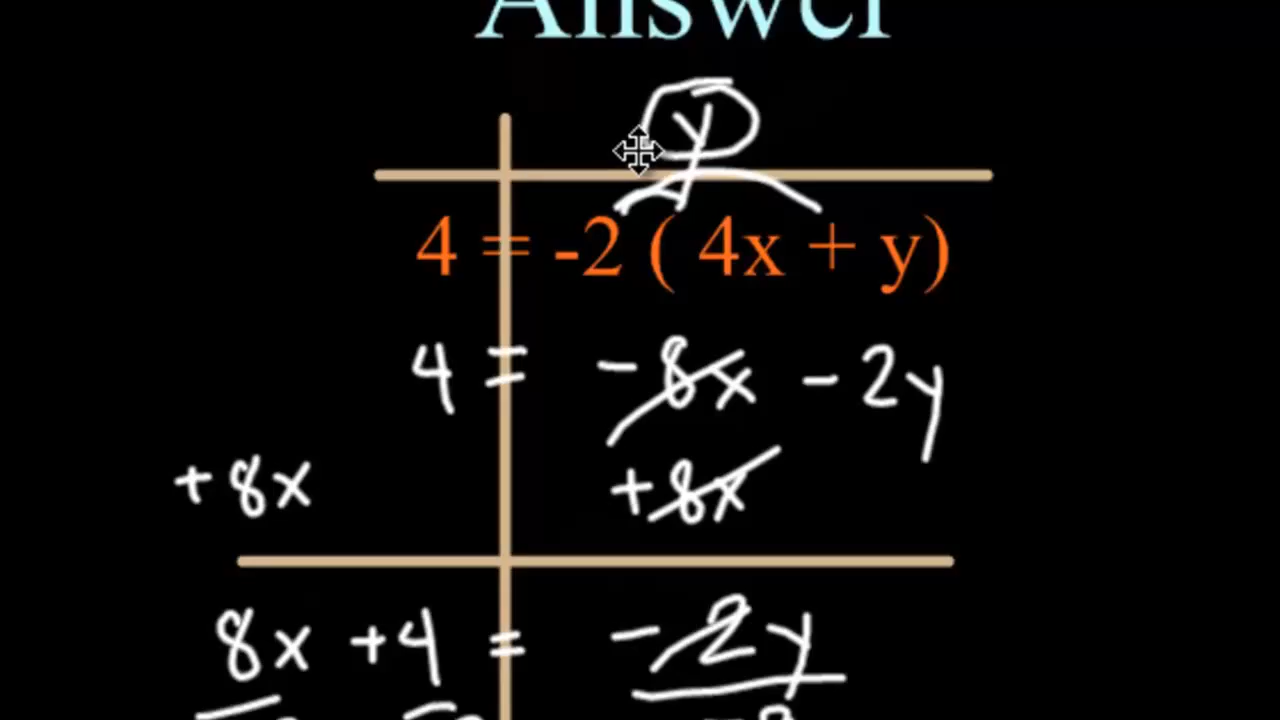 Answer
y
4 = -2 ( 4x + y)
4 = -8x - 2y
+8x +8x
8x +4 = -2y